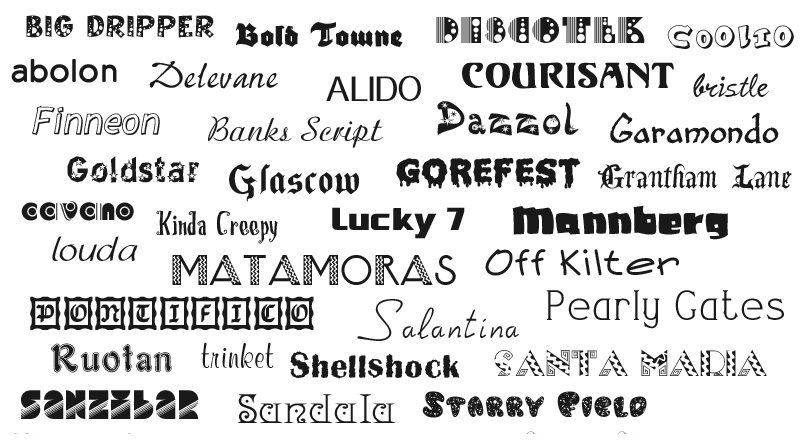 BIG DRIPPER Bold Towne DISCOTEK COOLIO
abolon Delevane ALIDO COURISANT bristle
Finneon Banks Script Dazzol Garamondo
Goldstar Glascow GOREFEST Grantham Lane
cavano Kinda Creepy Lucky 7 Mannberg
louda MATAMORAS Off Kilter
PONTIFICO Salantina Pearly Gates
Ruotan trinket Shellshock SANTA MARIA
SANZIBAR Sandala STARRY FIELD